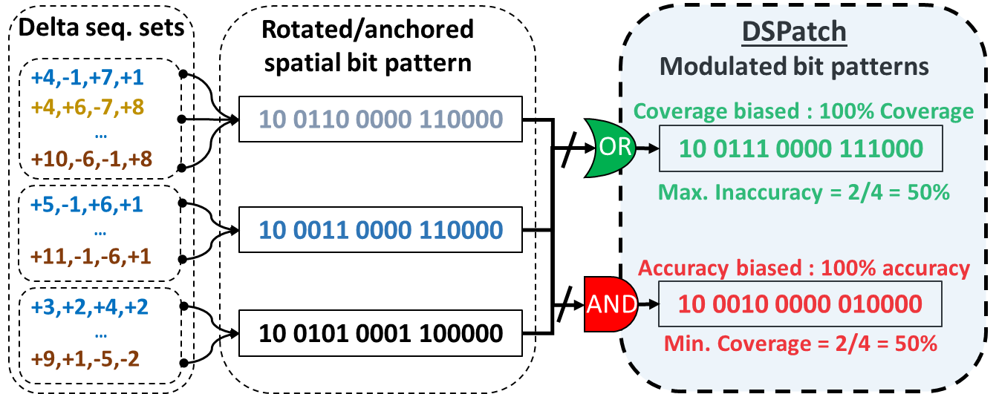 Delta seq. sets
+4,-1,+7,+1
+4,+6,-7,+8
...
+10,-6,-1,+8
+5,-1,+6,+1
...
+11,-1,-6,+1
+3,+2,+4,+2
...
+9,+1,-5,-2
Rotated/anchored
spatial bit pattern
10 0110 0000 110000
10 0011 0000 110000
10 0101 0001 100000
OR
AND
DSPatch
Modulated bit patterns
Coverage biased : 100% Coverage
10 0111 0000 111000
Max. Inaccuracy = 2/4 = 50%
Accuracy biased : 100% accuracy
10 0010 0000 010000
Min. Coverage = 2/4 = 50%